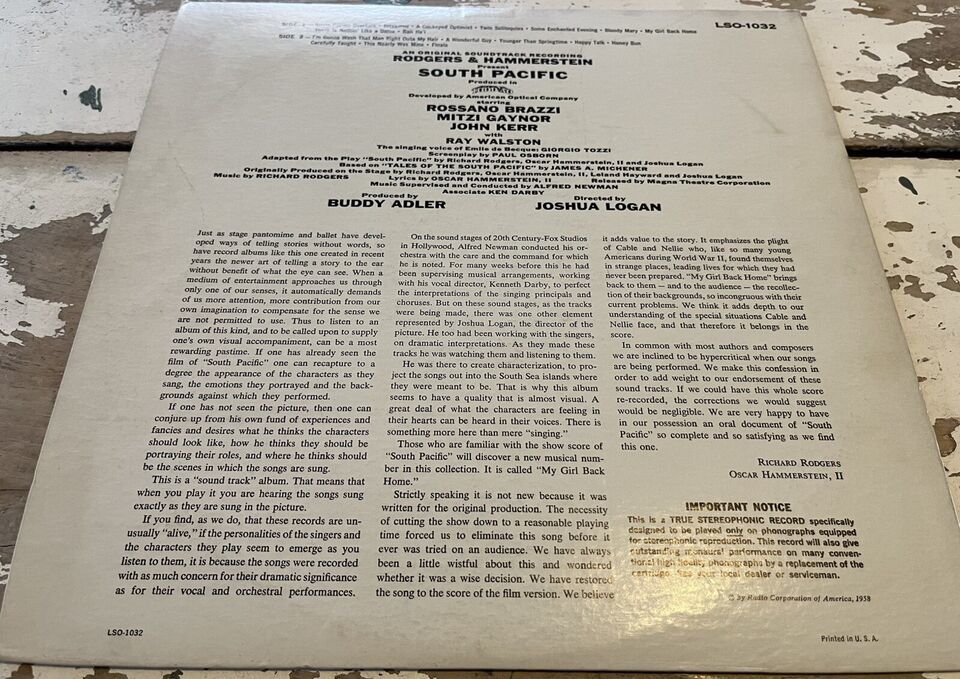 LSO-1032
SIDE 1 — South Pacific Overture • Dites-Moi • A Cockeyed Optimist • Twin Soliloquies • Some Enchanted Evening • Bloody Mary • My Girl Back Home
There Is Nothin' Like a Dame • Bali Ha'i
SIDE 2 — I'm Gonna Wash That Man Right Outa My Hair • A Wonderful Guy • Younger Than Springtime • Happy Talk • Honey Bun
Carefully Taught • This Nearly Was Mine • Finale
AN ORIGINAL SOUNDTRACK RECORDING
RODGERS & HAMMERSTEIN
Present
SOUTH PACIFIC
Produced in
Developed by American Optical Company
starring
ROSSANO BRAZZI
MITZI GAYNOR
JOHN KERR
with
RAY WALSTON
The singing voice of Emile de Becque: GIORGIO TOZZI
Screenplay by PAUL OSBORN
Adapted from the Play "South Pacific" by Richard Rodgers, Oscar Hammerstein, II and Joshua Logan
Based on "TALES OF THE SOUTH PACIFIC" by JAMES A. MICHENER
Originally Produced on the Stage by Richard Rodgers, Oscar Hammerstein, II, Leland Hayward and Joshua Logan
Music by RICHARD RODGERS Lyrics by OSCAR HAMMERSTEIN, II Released by Magna Theatre Corporation
Music Supervised and Conducted by ALFRED NEWMAN
Associate KEN DARBY
Produced by
BUDDY ADLER
Directed by
JOSHUA LOGAN
Just as stage pantomime and ballet have devel-
oped ways of telling stories without words, so
have record albums like this one created in recent
years the newer art of telling a story to the ear
without benefit of what the eye can see. When a
medium of entertainment approaches us through
only one of our senses, it automatically demands
of us more attention, more contribution from our
own imagination to compensate for the sense we
are not permitted to use. Thus to listen to an
album of this kind, and to be called upon to supply
one's own visual accompaniment, can be a most
rewarding pastime. If one has already seen the
film of "South Pacific" one can recapture to a
degree the appearance of the characters as they
sang, the emotions they portrayed and the back-
grounds against which they performed.
If one has not seen the picture, then one can
conjure up from his own fund of experiences and
fancies and desires what he thinks the characters
should look like, how he thinks they should be
portraying their roles, and where he thinks should
be the scenes in which the songs are sung.
This is a "sound track" album. That means that
when you play it you are hearing the songs sung
exactly as they are sung in the picture.
If you find, as we do, that these records are un-
usually "alive," if the personalities of the singers and
the characters they play seem to emerge as you
listen to them, it is because the songs were recorded
with as much concern for their dramatic significance
as for their vocal and orchestral performances.
On the sound stages of 20th Century-Fox Studios
in Hollywood, Alfred Newman conducted his or-
chestra with the care and the command for which
he is noted. For many weeks before this he had
been supervising musical arrangements, working
with his vocal director, Kenneth Darby, to perfect
the interpretations of the singing principals and
choruses. But on these sound stages, as the tracks
were being made, there was one other element
represented by Joshua Logan, the director of the
picture. He too had been working with the singers,
on dramatic interpretations. As they made these
tracks he was watching them and listening to them.
He was there to create characterization, to pro-
ject the songs out into the South Sea islands where
they were meant to be. That is why this album
seems to have a quality that is almost visual. A
great deal of what the characters are feeling in
their hearts can be heard in their voices. There is
something more here than mere "singing."
Those who are familiar with the show score of
"South Pacific" will discover a new musical num-
ber in this collection. It is called "My Girl Back
Home."
Strictly speaking it is not new because it was
written for the original production. The necessity
of cutting the show down to a reasonable playing
time forced us to eliminate this song before it
ever was tried on an audience. We have always
been a little wistful about this and wondered
whether it was a wise decision. We have restored
the song to the score of the film version. We believe
it adds value to the story. It emphasizes the plight
of Cable and Nellie who, like so many young
Americans during World War II, found themselves
in strange places, leading lives for which they had
never been prepared. "My Girl Back Home" brings
back to them — and to the audience — the recollec-
tion of their backgrounds, so incongruous with their
current problems. We think it adds depth to our
understanding of the special situations Cable and
Nellie face, and that therefore it belongs in the
score.
In common with most authors and composers
we are inclined to be hypercritical when our songs
are being performed. We make this confession in
order to add weight to our endorsement of these
sound tracks. If we could have this whole score
re-recorded, the corrections we would suggest
would be negligible. We are very happy to have
in our possession an oral document of "South
Pacific" so complete and so satisfying as we find
this one.
RICHARD RODGERS
OSCAR HAMMERSTEIN, II
IMPORTANT NOTICE
This is a TRUE STEREOPHONIC RECORD specifically
designed to be played only on phonographs equipped
for stereophonic reproduction. This record will also give
outstanding monaural performance on many conven-
tional high fidelity phonographs by a replacement of the
cartridge. See your local dealer or serviceman.
© by Radio Corporation of America, 1958
LSO-1032
Printed in U. S. A.